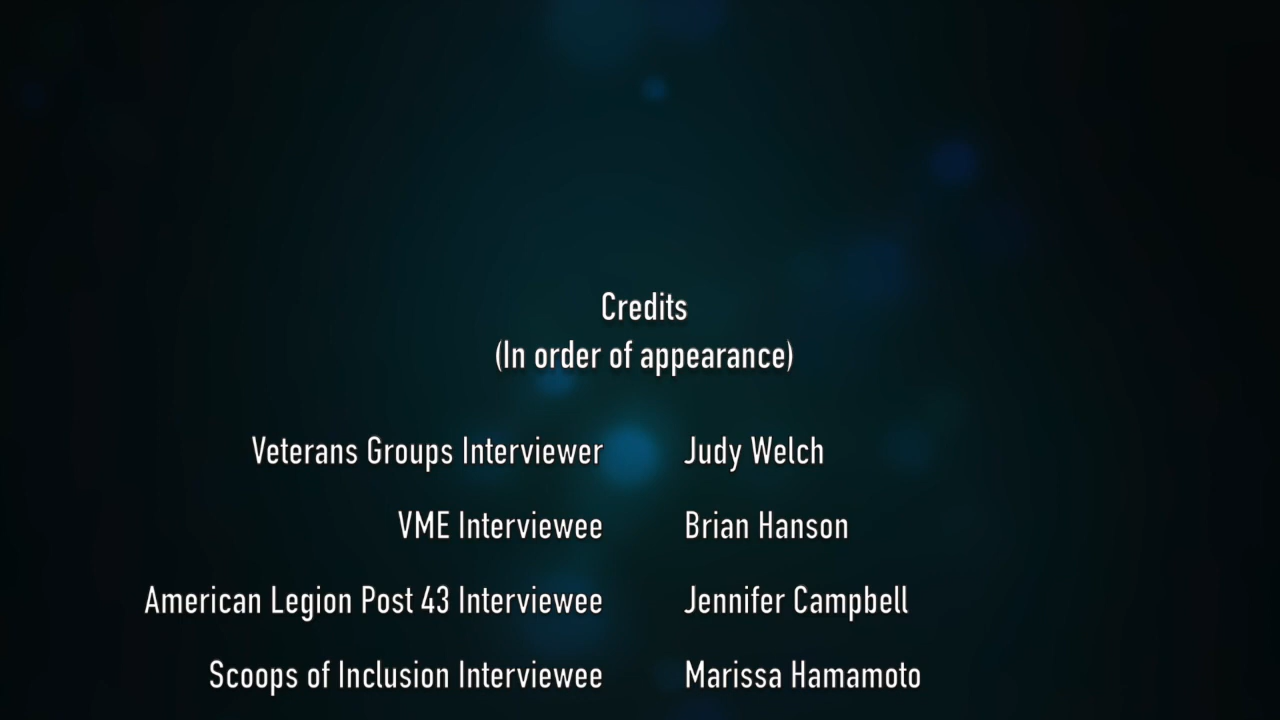 Credits
(In order of appearance)
Veterans Groups Interviewer Judy Welch
VME Interviewee Brian Hanson
American Legion Post 43 Interviewee Jennifer Campbell
Scoops of Inclusion Interviewee Marissa Hamamoto